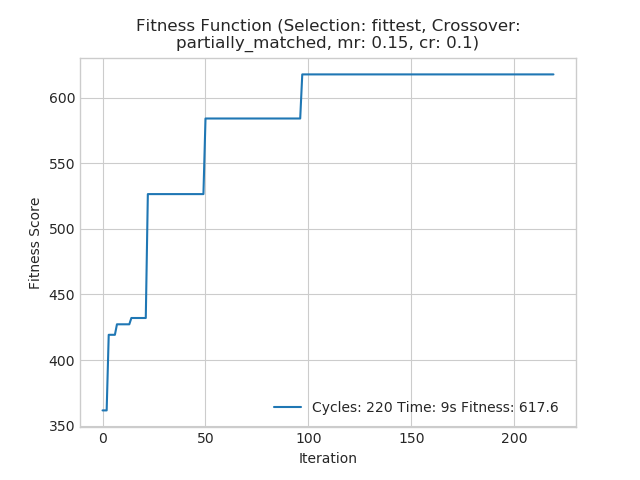 Fitness Function (Selection: fittest, Crossover:
partially_matched, mr: 0.15, cr: 0.1)
Fitness Score
600
550
500
450
400
350
Cycles: 220 Time: 9s Fitness: 617.6
0
50
100
150
200
Iteration